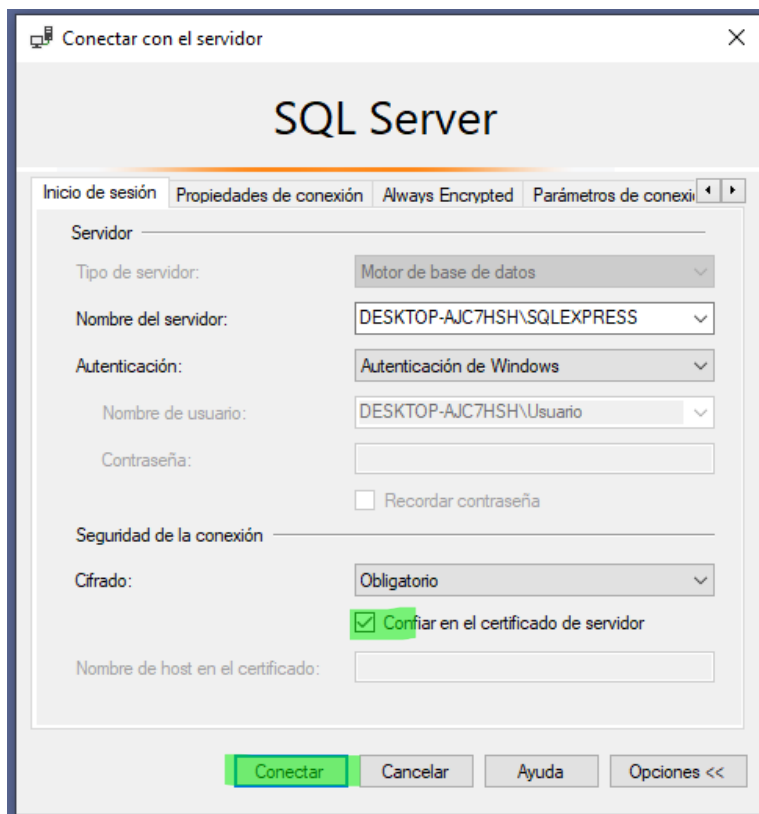 Conectar con el servidor
SQL Server
Inicio de sesión Propiedades de conexión Always Encrypted Parámetros de conexi
Servidor
Tipo de servidor: Motor de base de datos
Nombre del servidor: DESKTOP-AJC7HSH\SQLEXPRESS
Autenticación: Autenticación de Windows
Nombre de usuario: DESKTOP-AJC7HSH\Usuario
Contraseña:
Recordar contraseña
Seguridad de la conexión
Cifrado: Obligatorio
Confiar en el certificado de servidor
Nombre de host en el certificado:
Conectar Cancelar Ayuda Opciones <<